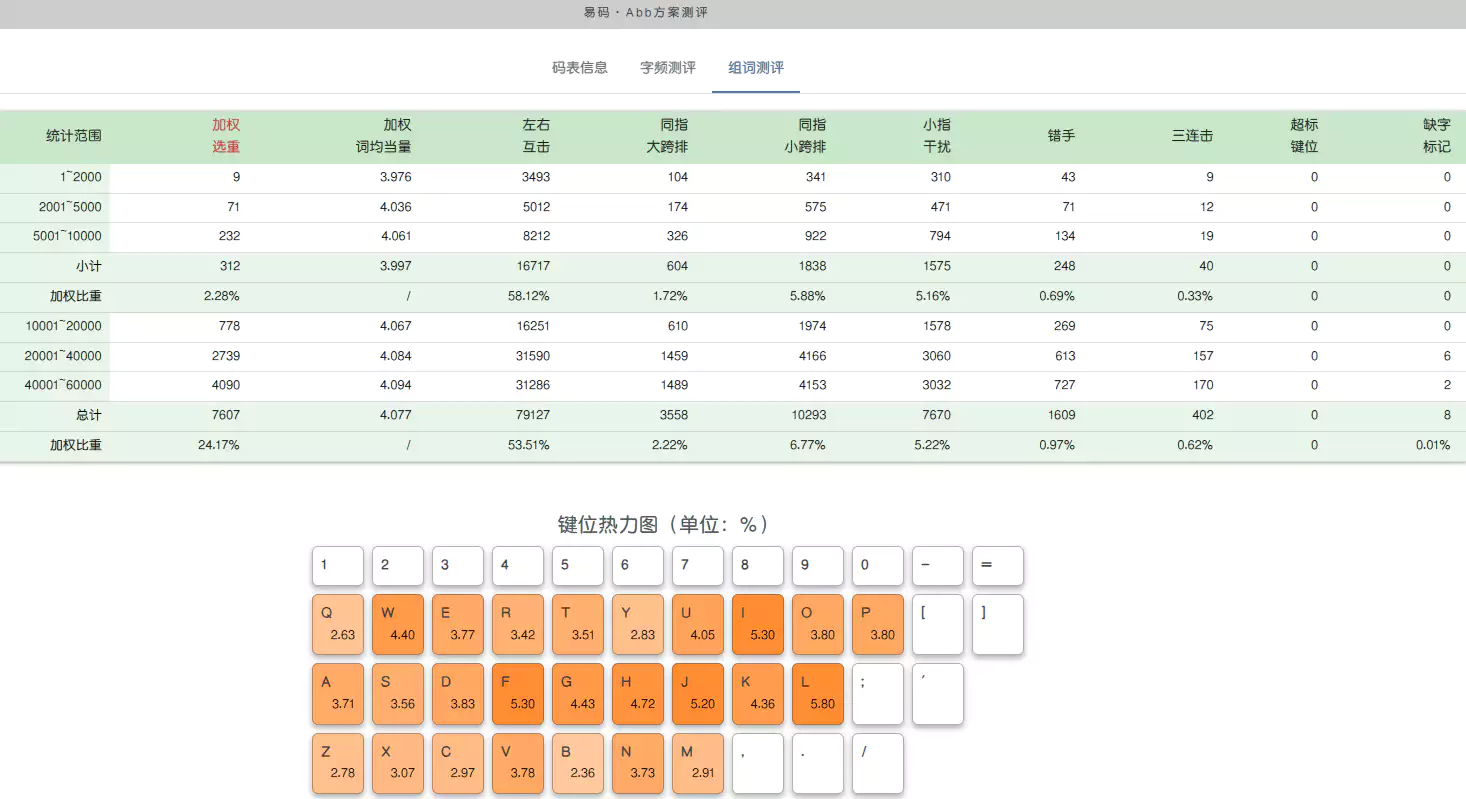 易码·Abb方案测评
码表信息 字频测评 组词测评
统计范围 加权选重 加权词均当量 左右互击 同指大跨排 同指小跨排 小指干扰 错手 三连击 超标键位 缺字标记
1~2000 9 3.976 3493 104 341 310 43 9 0 0
2001~5000 71 4.036 5012 174 575 471 71 12 0 0
5001~10000 232 4.061 8212 326 922 794 134 19 0 0
小计 312 3.997 16717 604 1838 1575 248 40 0 0
加权比重 2.28% / 58.12% 1.72% 5.88% 5.16% 0.69% 0.33% 0 0
10001~20000 778 4.067 16251 610 1974 1578 269 75 0 0
20001~40000 2739 4.084 31590 1459 4166 3060 613 157 0 6
40001~60000 4090 4.094 31286 1489 4153 3032 727 170 0 2
总计 7607 4.077 79127 3558 10293 7670 1609 402 0 8
加权比重 24.17% / 53.51% 2.22% 6.77% 5.22% 0.97% 0.62% 0 0.01%
键位热力图（单位：%）
1 2 3 4 5 6 7 8 9 0 - =
Q W E R T Y U I O P [ ]
2.63 4.40 3.77 3.42 3.51 2.83 4.05 5.30 3.80 3.80
A S D F G H J K L ; ′
3.71 3.56 3.83 5.30 4.43 4.72 5.20 4.36 5.80
Z X C V B N M , . /
2.78 3.07 2.97 3.78 2.36 3.73 2.91